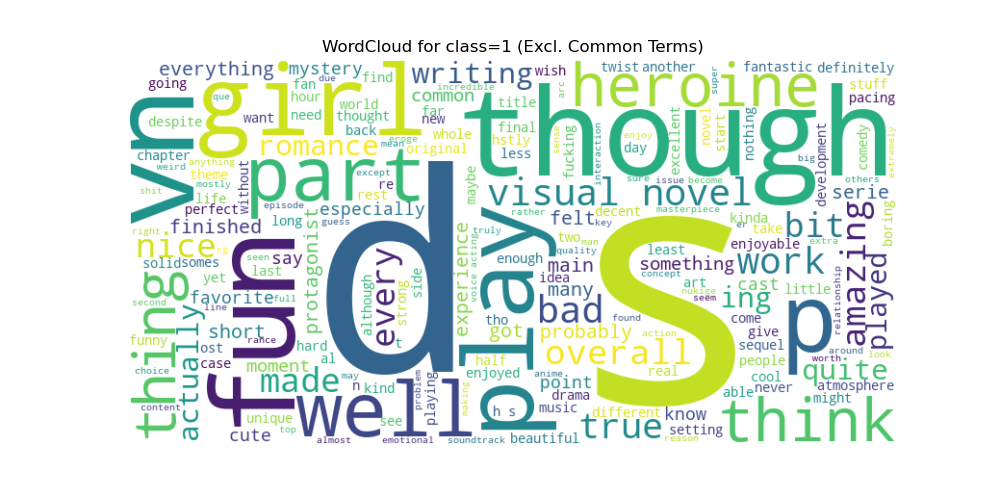 WordCloud for class=1 (Excl. Common Terms)
everything mystery writing wish twist another fantastic definitely
going fan find incredible common heroine super stuff
que hour world arc title excellent pacing
vn girl need thought far though fucking novel nothing
despite want back new final interaction start comedy extremely
romance mean eroge whole hstly sense enjoy day development
chapter original less big
anything weird except maybe sure issue become others
theme part re rest visual novel serie
shit mostly life without
perfect episode especially rather masterpiece
right guess truly felt decent kinda bit
finished long protagonist d key er take extra
nice cg say every experience two man S enjoyable
solid somes seen enough main least something work amazing
yet last although strong side voice acting quality concept art cast relationship played
thing favorite full idea many nukige seem little
second line t play ing p
fun short tho bad found come around
funny rance hard got probably action give
actually ost al half overall sequel worth look boring
case moment real people quite
choice made may enjoyed anime. cool
n kind problem playing making point drama able never atmosphere
content unique well h s music different know might
see true think
cute top almost emotional soundtrack beautiful reason setting
due